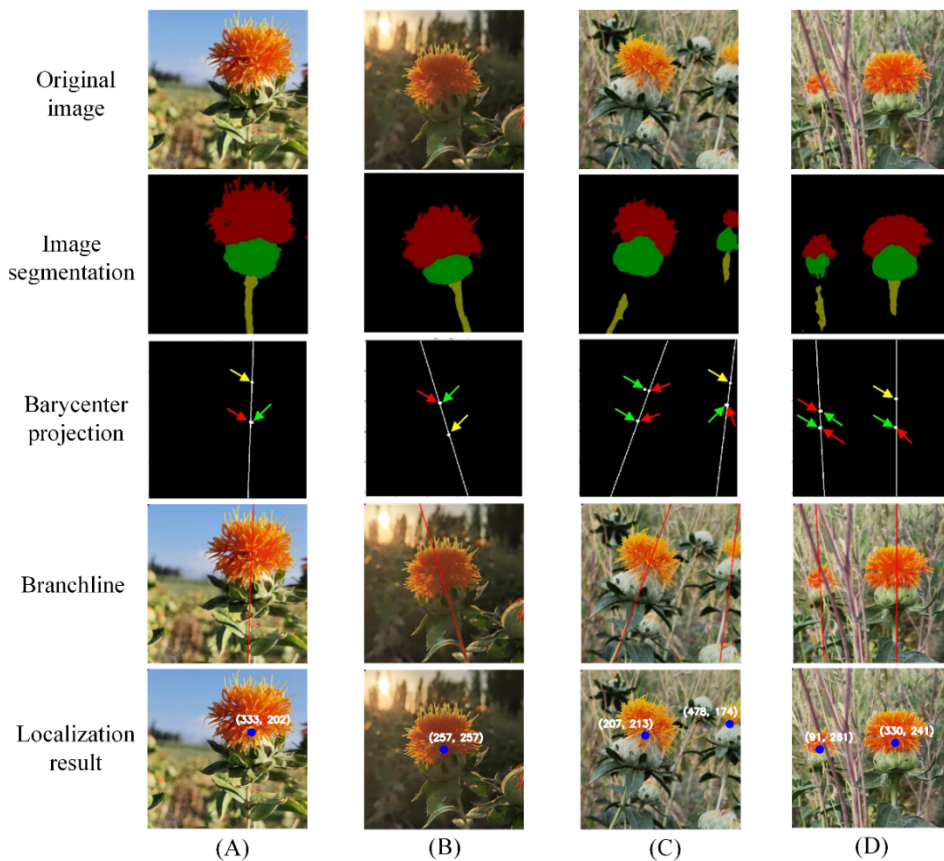 Original
image
Image
segmentation
Barycenter
projection
Branchline
Localization
result
(333, 202)
(257, 257)
(207, 213)
(478, 174)
(91, 261)
(330, 241)
(A)
(B)
(C)
(D)